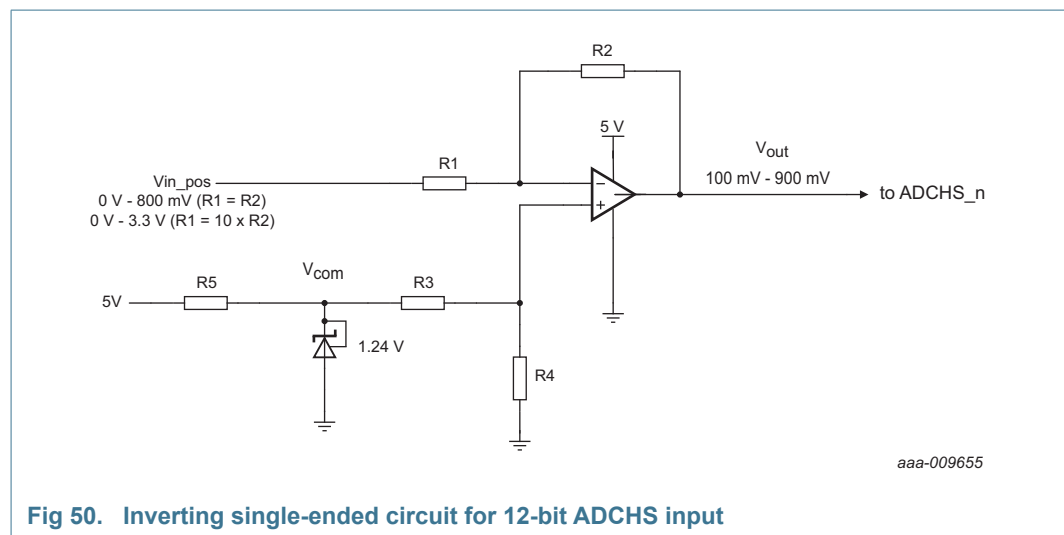 R2
5 V
Vout
R1
100 mV - 900 mV
Vin_pos
to ADCHS_n
0 V - 800 mV (R1 = R2)
0 V - 3.3 V (R1 = 10 x R2)
−
+
Vcom
R5
R3
5V
1.24 V
R4
aaa-009655
Fig 50. Inverting single-ended circuit for 12-bit ADCHS input